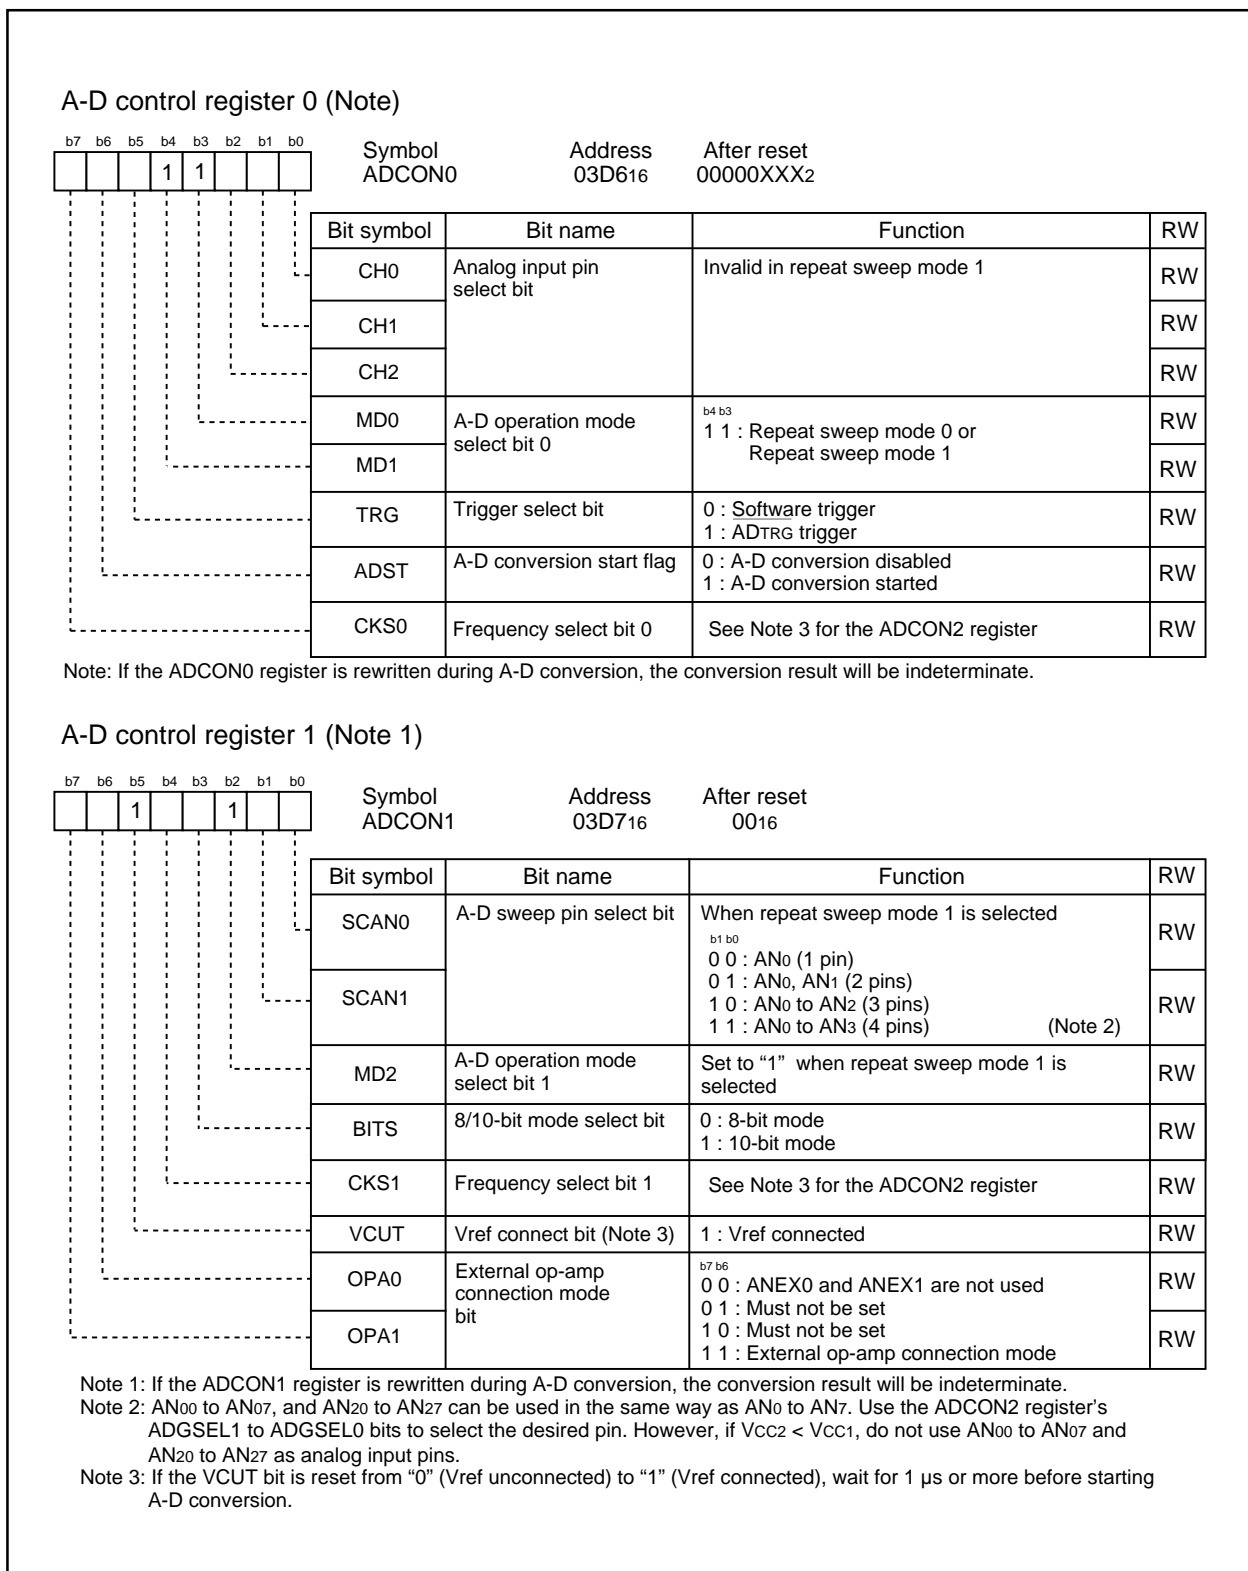 A-D control register 0 (Note)
b7 b6 b5 b4 b3 b2 b1 b0
1 1
Symbol Address After reset
ADCON0 03D616 00000XXX2
Bit symbol Bit name Function RW
CH0 Analog input pin select bit Invalid in repeat sweep mode 1 RW
CH1 RW
CH2 RW
MD0 A-D operation mode select bit 0 b4 b3
1 1 : Repeat sweep mode 0 or
Repeat sweep mode 1 RW
MD1 RW
TRG Trigger select bit 0 : Software trigger
1 : ADTRG trigger RW
ADST A-D conversion start flag 0 : A-D conversion disabled
1 : A-D conversion started RW
CKS0 Frequency select bit 0 See Note 3 for the ADCON2 register RW
Note: If the ADCON0 register is rewritten during A-D conversion, the conversion result will be indeterminate.
A-D control register 1 (Note 1)
b7 b6 b5 b4 b3 b2 b1 b0
1 1
Symbol Address After reset
ADCON1 03D716 0016
Bit symbol Bit name Function RW
SCAN0 A-D sweep pin select bit When repeat sweep mode 1 is selected RW
b1 b0
0 0 : AN0 (1 pin)
0 1 : AN0, AN1 (2 pins)
SCAN1 1 0 : AN0 to AN2 (3 pins) RW
1 1 : AN0 to AN3 (4 pins) (Note 2)
MD2 A-D operation mode select bit 1 Set to “1” when repeat sweep mode 1 is
selected RW
BITS 8/10-bit mode select bit 0 : 8-bit mode
1 : 10-bit mode RW
CKS1 Frequency select bit 1 See Note 3 for the ADCON2 register RW
VCUT Vref connect bit (Note 3) 1 : Vref connected RW
OPA0 External op-amp connection mode bit b7 b6
0 0 : ANEX0 and ANEX1 are not used RW
0 1 : Must not be set
OPA1 1 0 : Must not be set RW
1 1 : External op-amp connection mode
Note 1: If the ADCON1 register is rewritten during A-D conversion, the conversion result will be indeterminate.
Note 2: AN00 to AN07, and AN20 to AN27 can be used in the same way as AN0 to AN7. Use the ADCON2 register’s
ADGSEL1 to ADGSEL0 bits to select the desired pin. However, if VCC2 < VCC1, do not use AN00 to AN07 and
AN20 to AN27 as analog input pins.
Note 3: If the VCUT bit is reset from “0” (Vref unconnected) to “1” (Vref connected), wait for 1 µs or more before starting
A-D conversion.